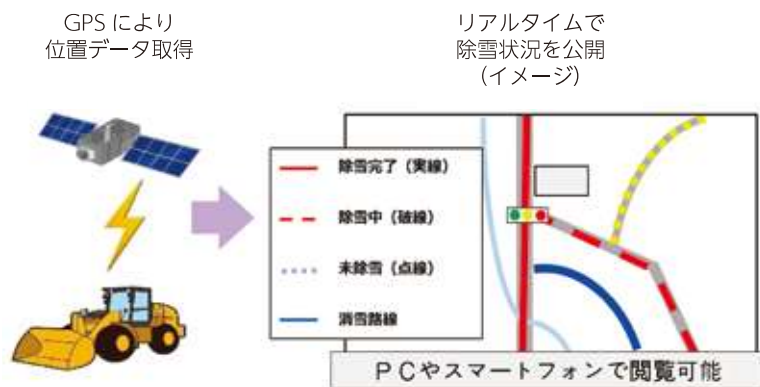 GPS により
位置データ取得
リアルタイムで
除雪状況を公開
（イメージ）
除雪完了（実線）
除雪中（破線）
未除雪（点線）
消雪路線
ＰＣやスマートフォンで閲覧可能